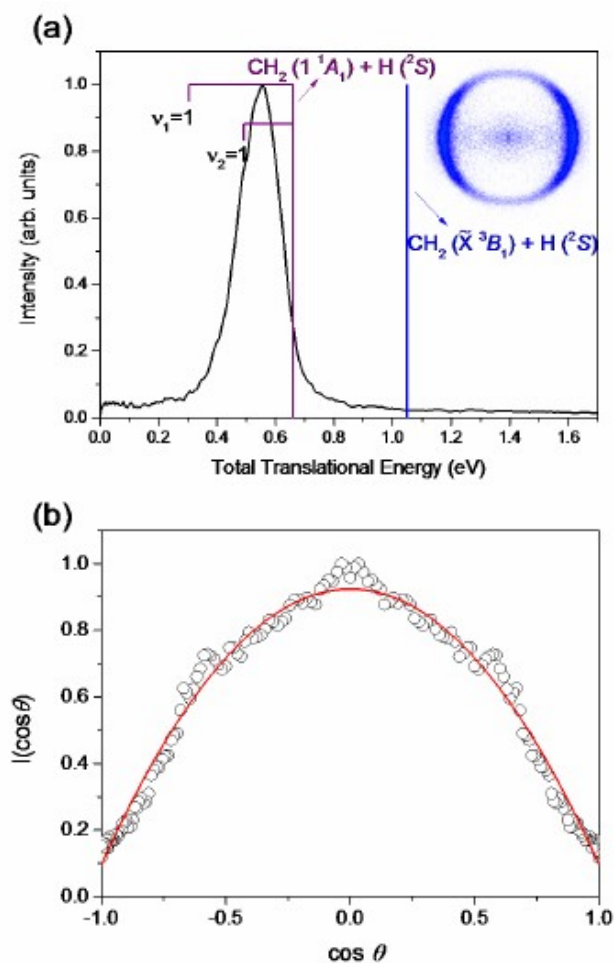 (a)
CH₂ (1 ¹A₁) + H (²S)
ν₁=1
ν₂=1
CH₂ (X̃ ³B₁) + H (²S)
Intensity (arb. units)
1.0
0.8
0.6
0.4
0.2
0.0
0.0 0.2 0.4 0.6 0.8 1.0 1.2 1.4 1.6
Total Translational Energy (eV)
(b)
I(cosθ)
1.0
0.8
0.6
0.4
0.2
0.0
-1.0 -0.5 0.0 0.5 1.0
cos θ